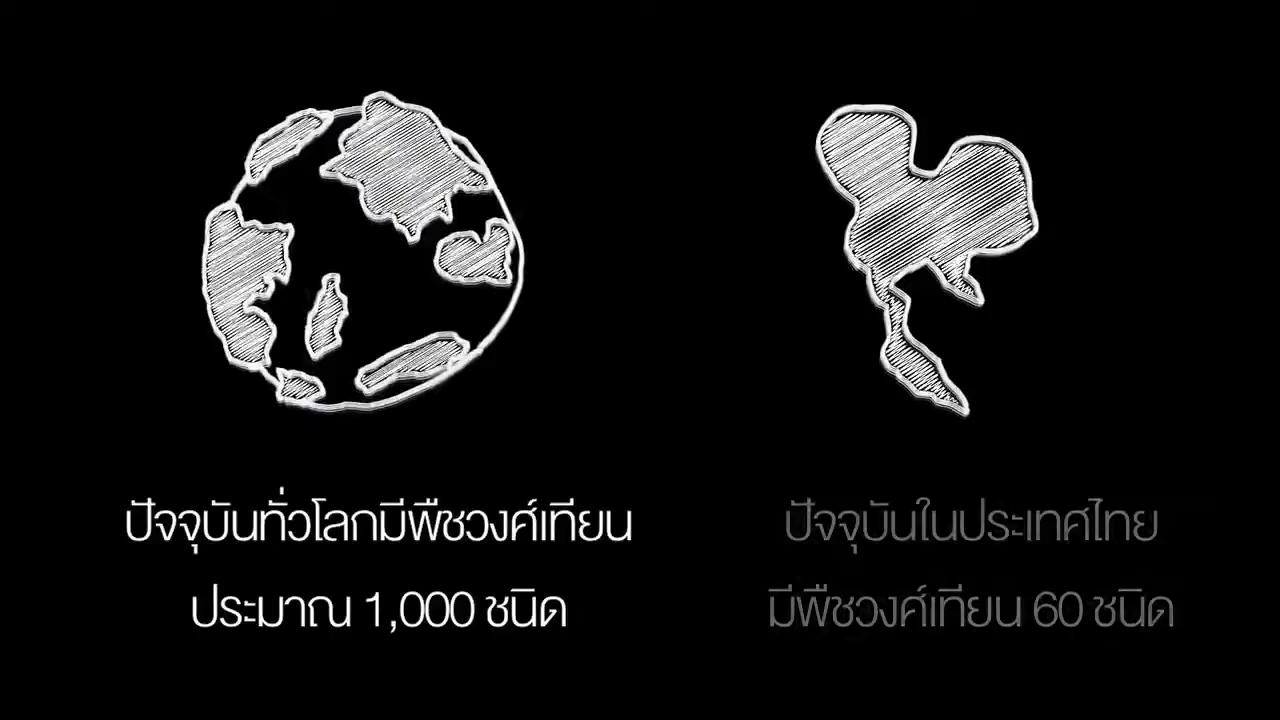 ปัจจุบันทั่วโลกมีพืชวงศ์เทียน
ประมาณ 1,000 ชนิด
ปัจจุบันในประเทศไทย
มีพืชวงศ์เทียน 60 ชนิด